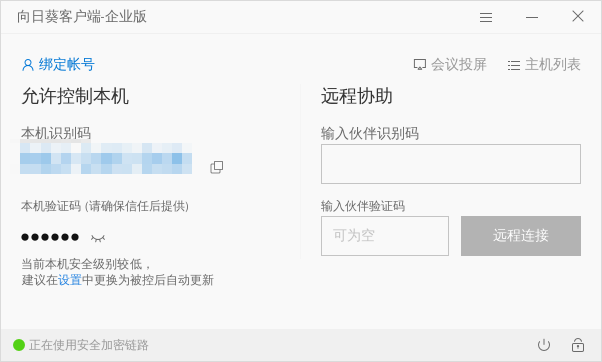 向日葵客户端-企业版
绑定帐号
会议投屏
主机列表
允许控制本机
本机识别码
本机验证码 (请确保信任后提供)
●●●●●●
当前本机安全级别较低，
建议在设置中更换为被控后自动更新
远程协助
输入伙伴识别码
输入伙伴验证码
可为空
远程连接
正在使用安全加密链路